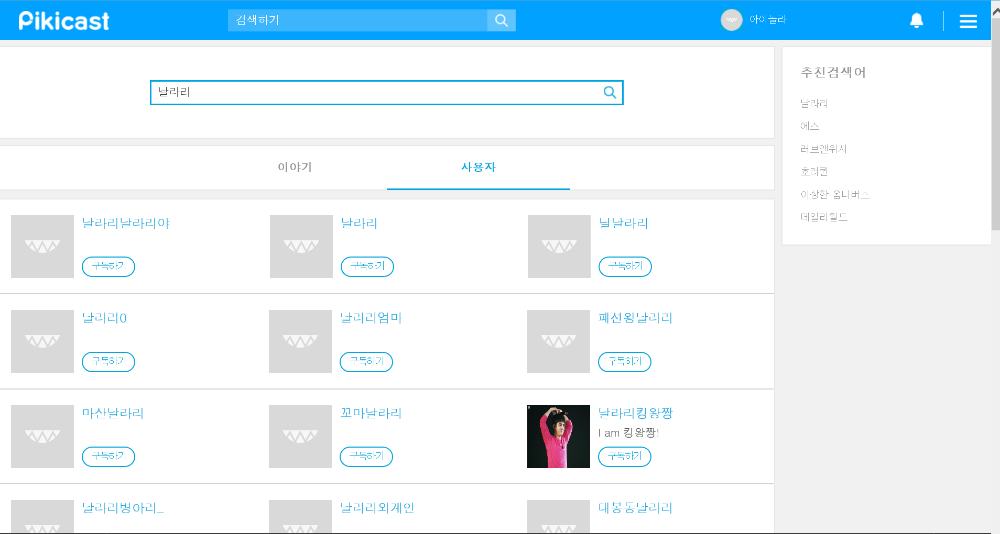 Pikicast
검색하기
아이놀라
날라리
이야기
사용자
날라리날라리야
구독하기
날라리
구독하기
닐날라리
구독하기
날라리0
구독하기
날라리엄마
구독하기
패션왕날라리
구독하기
마산날라리
구독하기
꼬마날라리
구독하기
날라리킹왕짱
I am 킹왕짱!
구독하기
날라리병아리_
날라리외계인
대봉동날라리
추천검색어
날라리
에스
러브앤위시
호러퀸
이상한 옴니버스
데일리월드